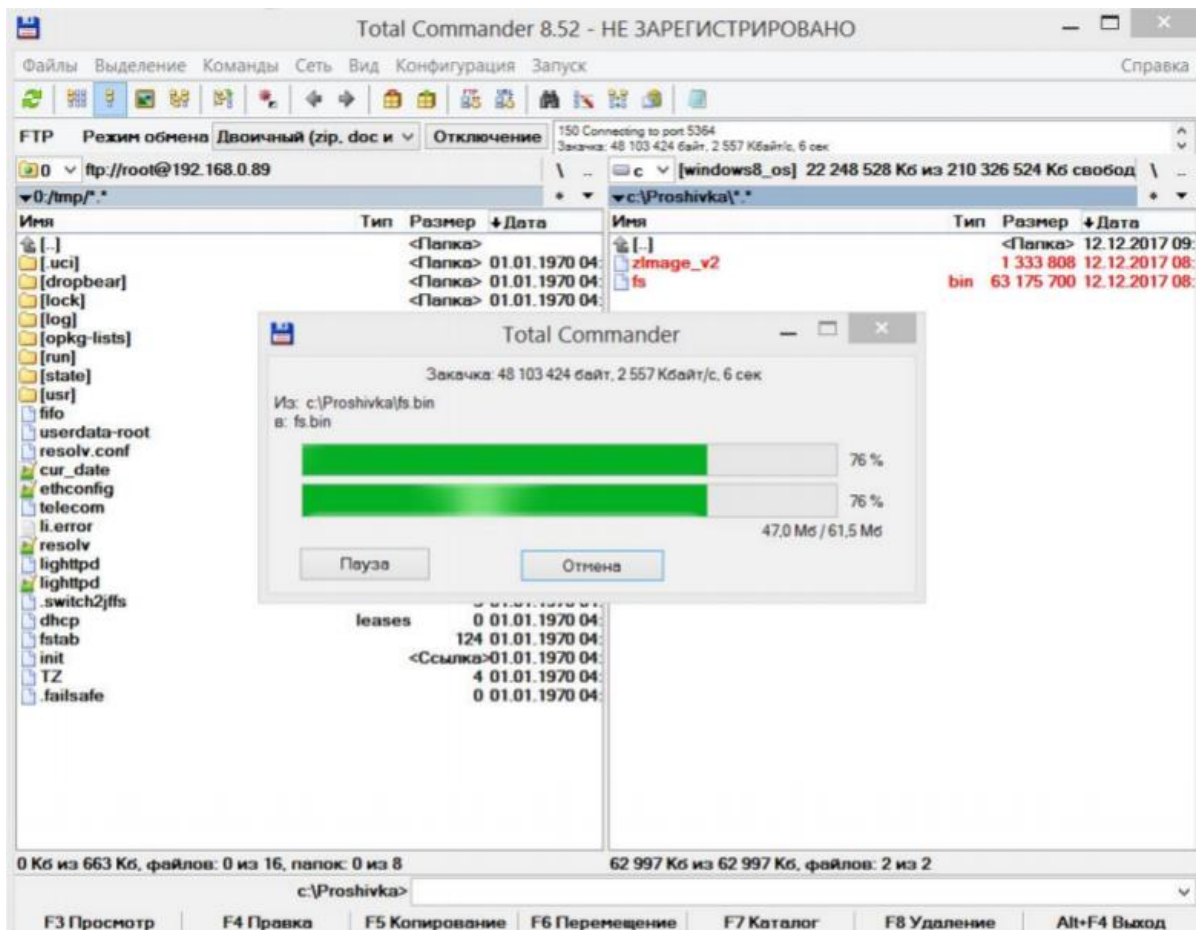 Total Commander 8.52 - НЕ ЗАРЕГИСТРИРОВАНО
Файлы Выделение Команды Сеть Вид Конфигурация Запуск Справка
FTP Режим обмена Двоичный (zip, doc и Отключение
150 Connecting to port 5364
Закачка: 48 103 424 байт, 2 557 Кбайт/с, 6 сек
0 ftp://root@192.168.0.89 \ ..
c [windows8_os] 22 248 528 Кб из 210 326 524 Кб свобод \ ..
0:/tmp/*.* * 
c:\Proshivka\*.* *
Имя Тип Размер Дата
[..] <Папка>
[.uci] <Папка> 01.01.1970 04:
[dropbear] <Папка> 01.01.1970 04:
[lock] <Папка> 01.01.1970 04:
[log]
[opkg-lists]
[run]
[state]
[usr]
fifo
userdata-root
resolv.conf
cur_date
ethconfig
telecom
li.error
resolv
lighttpd
lighttpd
.switch2jffs
dhcp leases 0 01.01.1970 04:
fstab 124 01.01.1970 04:
init <Ссылка>01.01.1970 04:
TZ 4 01.01.1970 04:
.failsafe 0 01.01.1970 04:
Имя Тип Размер Дата
[..] <Папка> 12.12.2017 09:
zImage_v2 1 333 808 12.12.2017 08:
fs bin 63 175 700 12.12.2017 08:
Total Commander
Закачка: 48 103 424 байт, 2 557 Кбайт/с, 6 сек
Из: c:\Proshivka\fs.bin
в: fs.bin
76 %
76 %
47,0 Мб / 61,5 Мб
Пауза Отмена
0 Кб из 663 Кб, файлов: 0 из 16, папок: 0 из 8
62 997 Кб из 62 997 Кб, файлов: 2 из 2
c:\Proshivka>
F3 Просмотр F4 Правка F5 Копирование F6 Перемещение F7 Каталог F8 Удаление Alt+F4 Выход